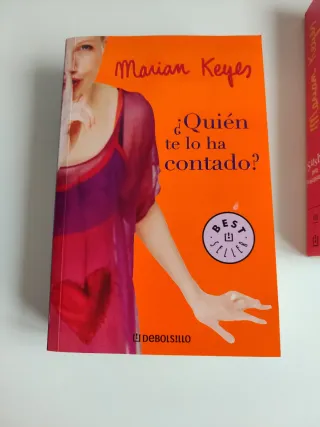 Marian Keyes
¿Quién
te lo ha
contado?
BEST
SELLER
DEBOLSILLO